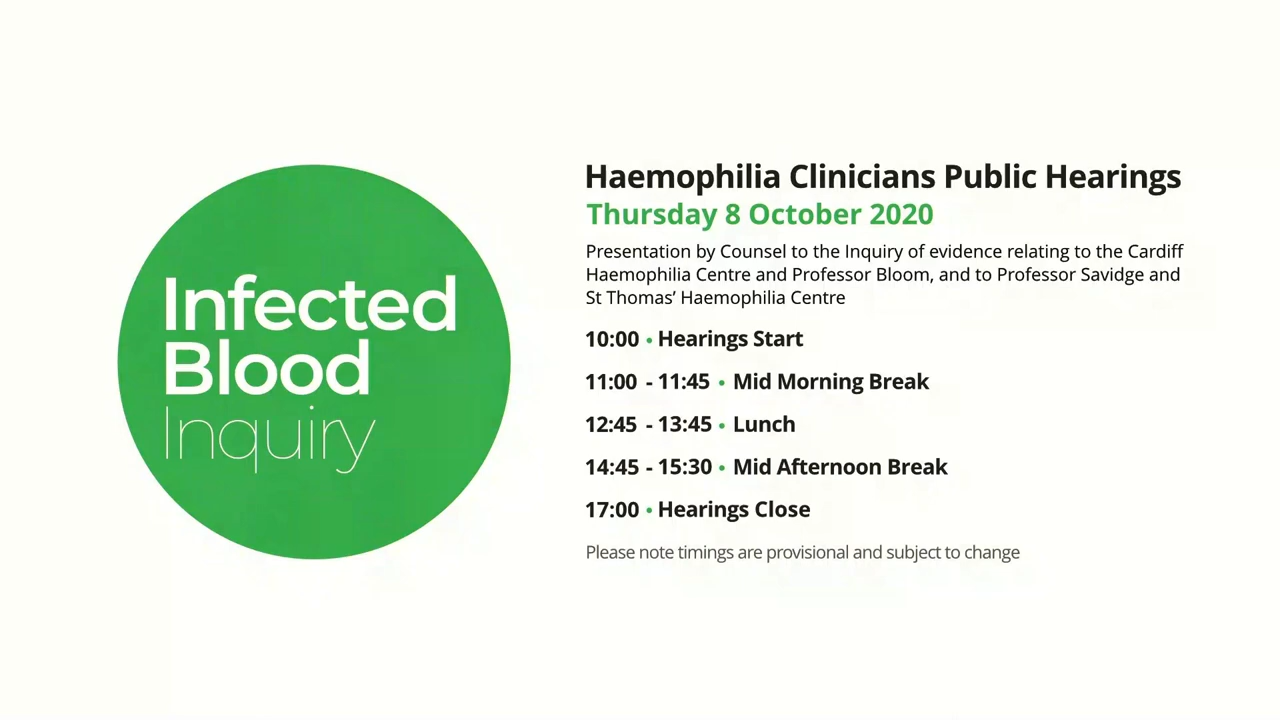 Infected
Blood
Inquiry
Haemophilia Clinicians Public Hearings
Thursday 8 October 2020
Presentation by Counsel to the Inquiry of evidence relating to the Cardiff
Haemophilia Centre and Professor Bloom, and to Professor Savidge and
St Thomas’ Haemophilia Centre
10:00 • Hearings Start
11:00 - 11:45 • Mid Morning Break
12:45 - 13:45 • Lunch
14:45 - 15:30 • Mid Afternoon Break
17:00 • Hearings Close
Please note timings are provisional and subject to change